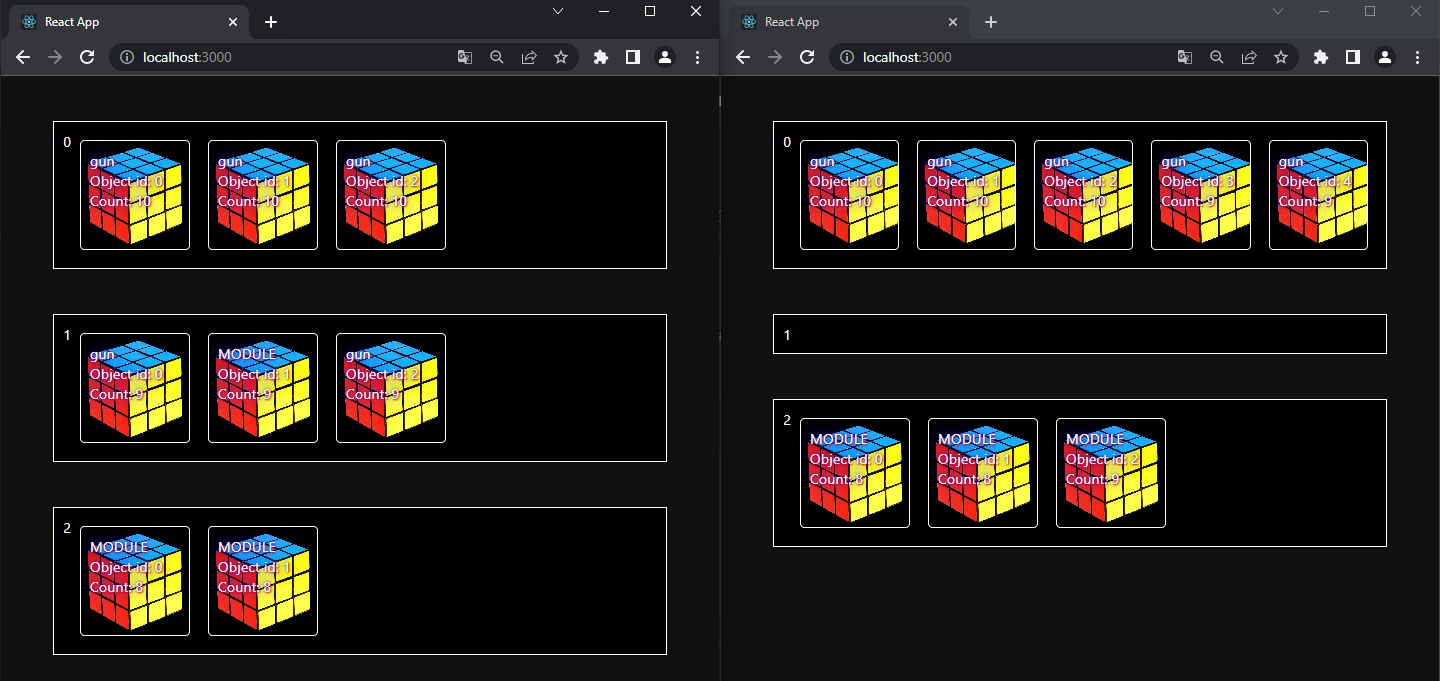 React App
localhost:3000
0
gun
Object id: 0
Count: 10
gun
Object id: 1
Count: 10
gun
Object id: 2
Count: 10
1
gun
Object id: 0
Count: 9
MODULE
Object id: 1
Count: 9
gun
Object id: 2
Count: 9
2
MODULE
Object id: 0
Count: 8
MODULE
Object id: 1
Count: 8
React App
localhost:3000
0
gun
Object id: 0
Count: 10
gun
Object id: 1
Count: 10
gun
Object id: 2
Count: 10
gun
Object id: 3
Count: 9
gun
Object id: 4
Count: 9
1
2
MODULE
Object id: 0
Count: 8
MODULE
Object id: 1
Count: 8
MODULE
Object id: 2
Count: 9